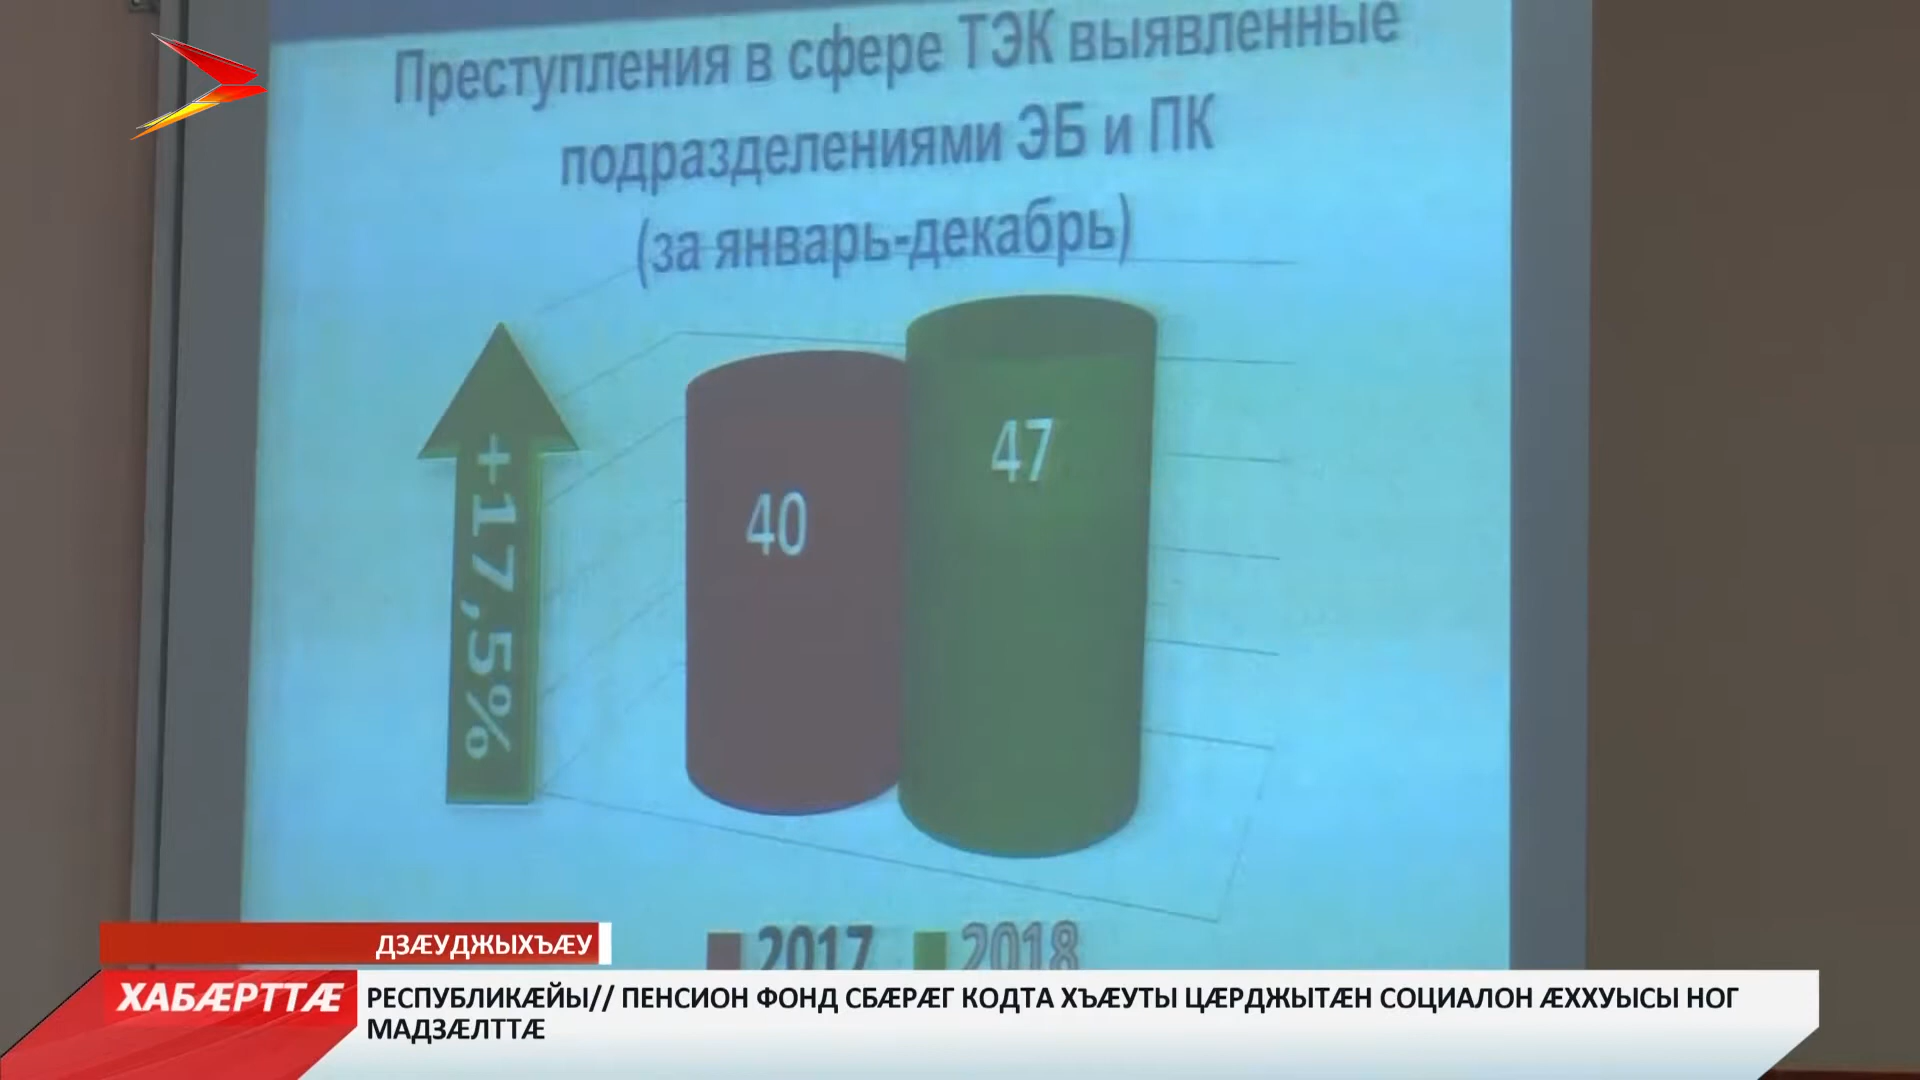 Преступления в сфере ТЭК выявленные
подразделениями ЭБ и ПК
(за январь-декабрь)
+17,5%
40
47
2017
2018
ДЗÆУДЖЫХЪÆУ
ХАБÆРТТÆ
РЕСПУБЛИКÆЙЫ// ПЕНСИОН ФОНД СБÆРÆГ КОДТА ХЪÆУТЫ ЦÆРДЖЫТÆН СОЦИАЛОН ÆХХУЫСЫ НОГ
МАДЗÆЛТТÆ